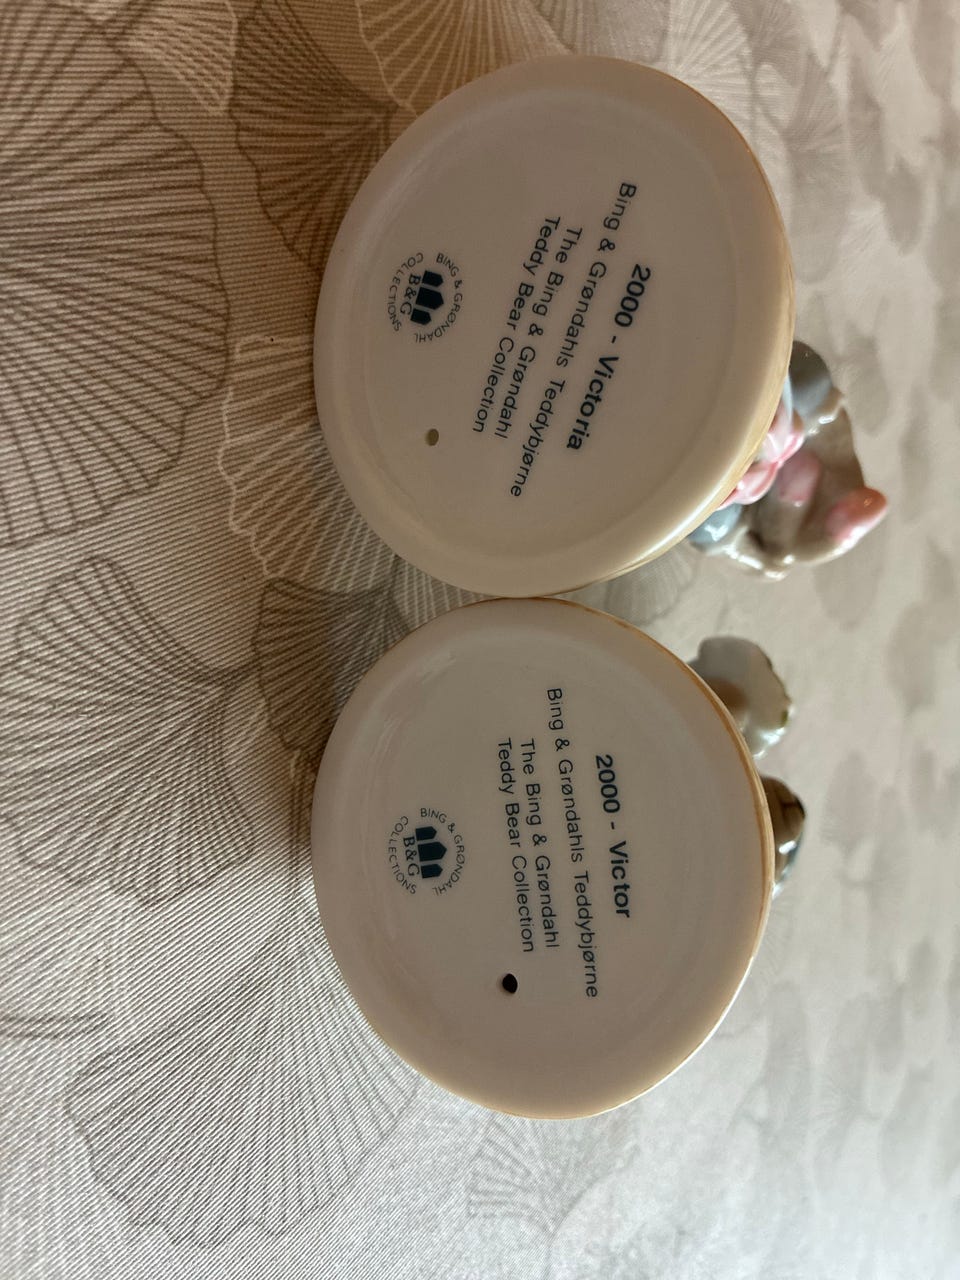 2000 - Victoria
Bing & Grøndahls Teddybjørne
The Bing & Grøndahl
Teddy Bear Collection
BING & GRØNDAHL
B&G
COLLECTIONS
2000 - Victor
Bing & Grøndahls Teddybjørne
The Bing & Grøndahl
Teddy Bear Collection
BING & GRØNDAHL
B&G
COLLECTIONS